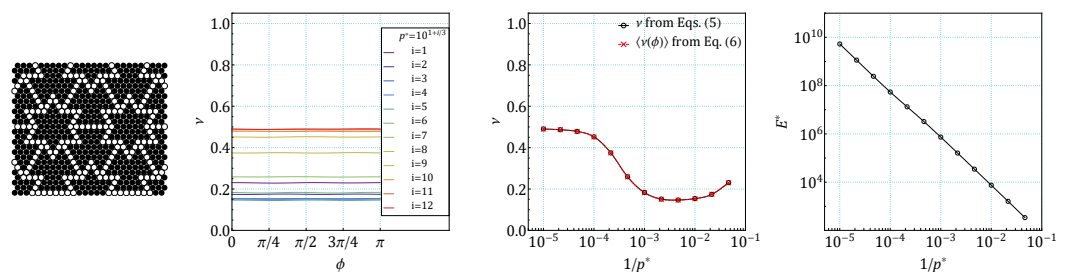 1.0
0.8
0.6
0.4
0.2
0.0
ν
0
π/4
π/2
3π/4
π
ϕ
p*=10^{1+i/3}
i=1
i=2
i=3
i=4
i=5
i=6
i=7
i=8
i=9
i=10
i=11
i=12
1.0
0.8
0.6
0.4
0.2
0.0
ν
ν from Eqs. (5)
⟨ν(ϕ)⟩ from Eq. (6)
10^{−5}
10^{−4}
10^{−3}
10^{−2}
10^{−1}
1/p*
10^{10}
10^{8}
10^{6}
10^{4}
E*
10^{−5}
10^{−4}
10^{−3}
10^{−2}
10^{−1}
1/p*